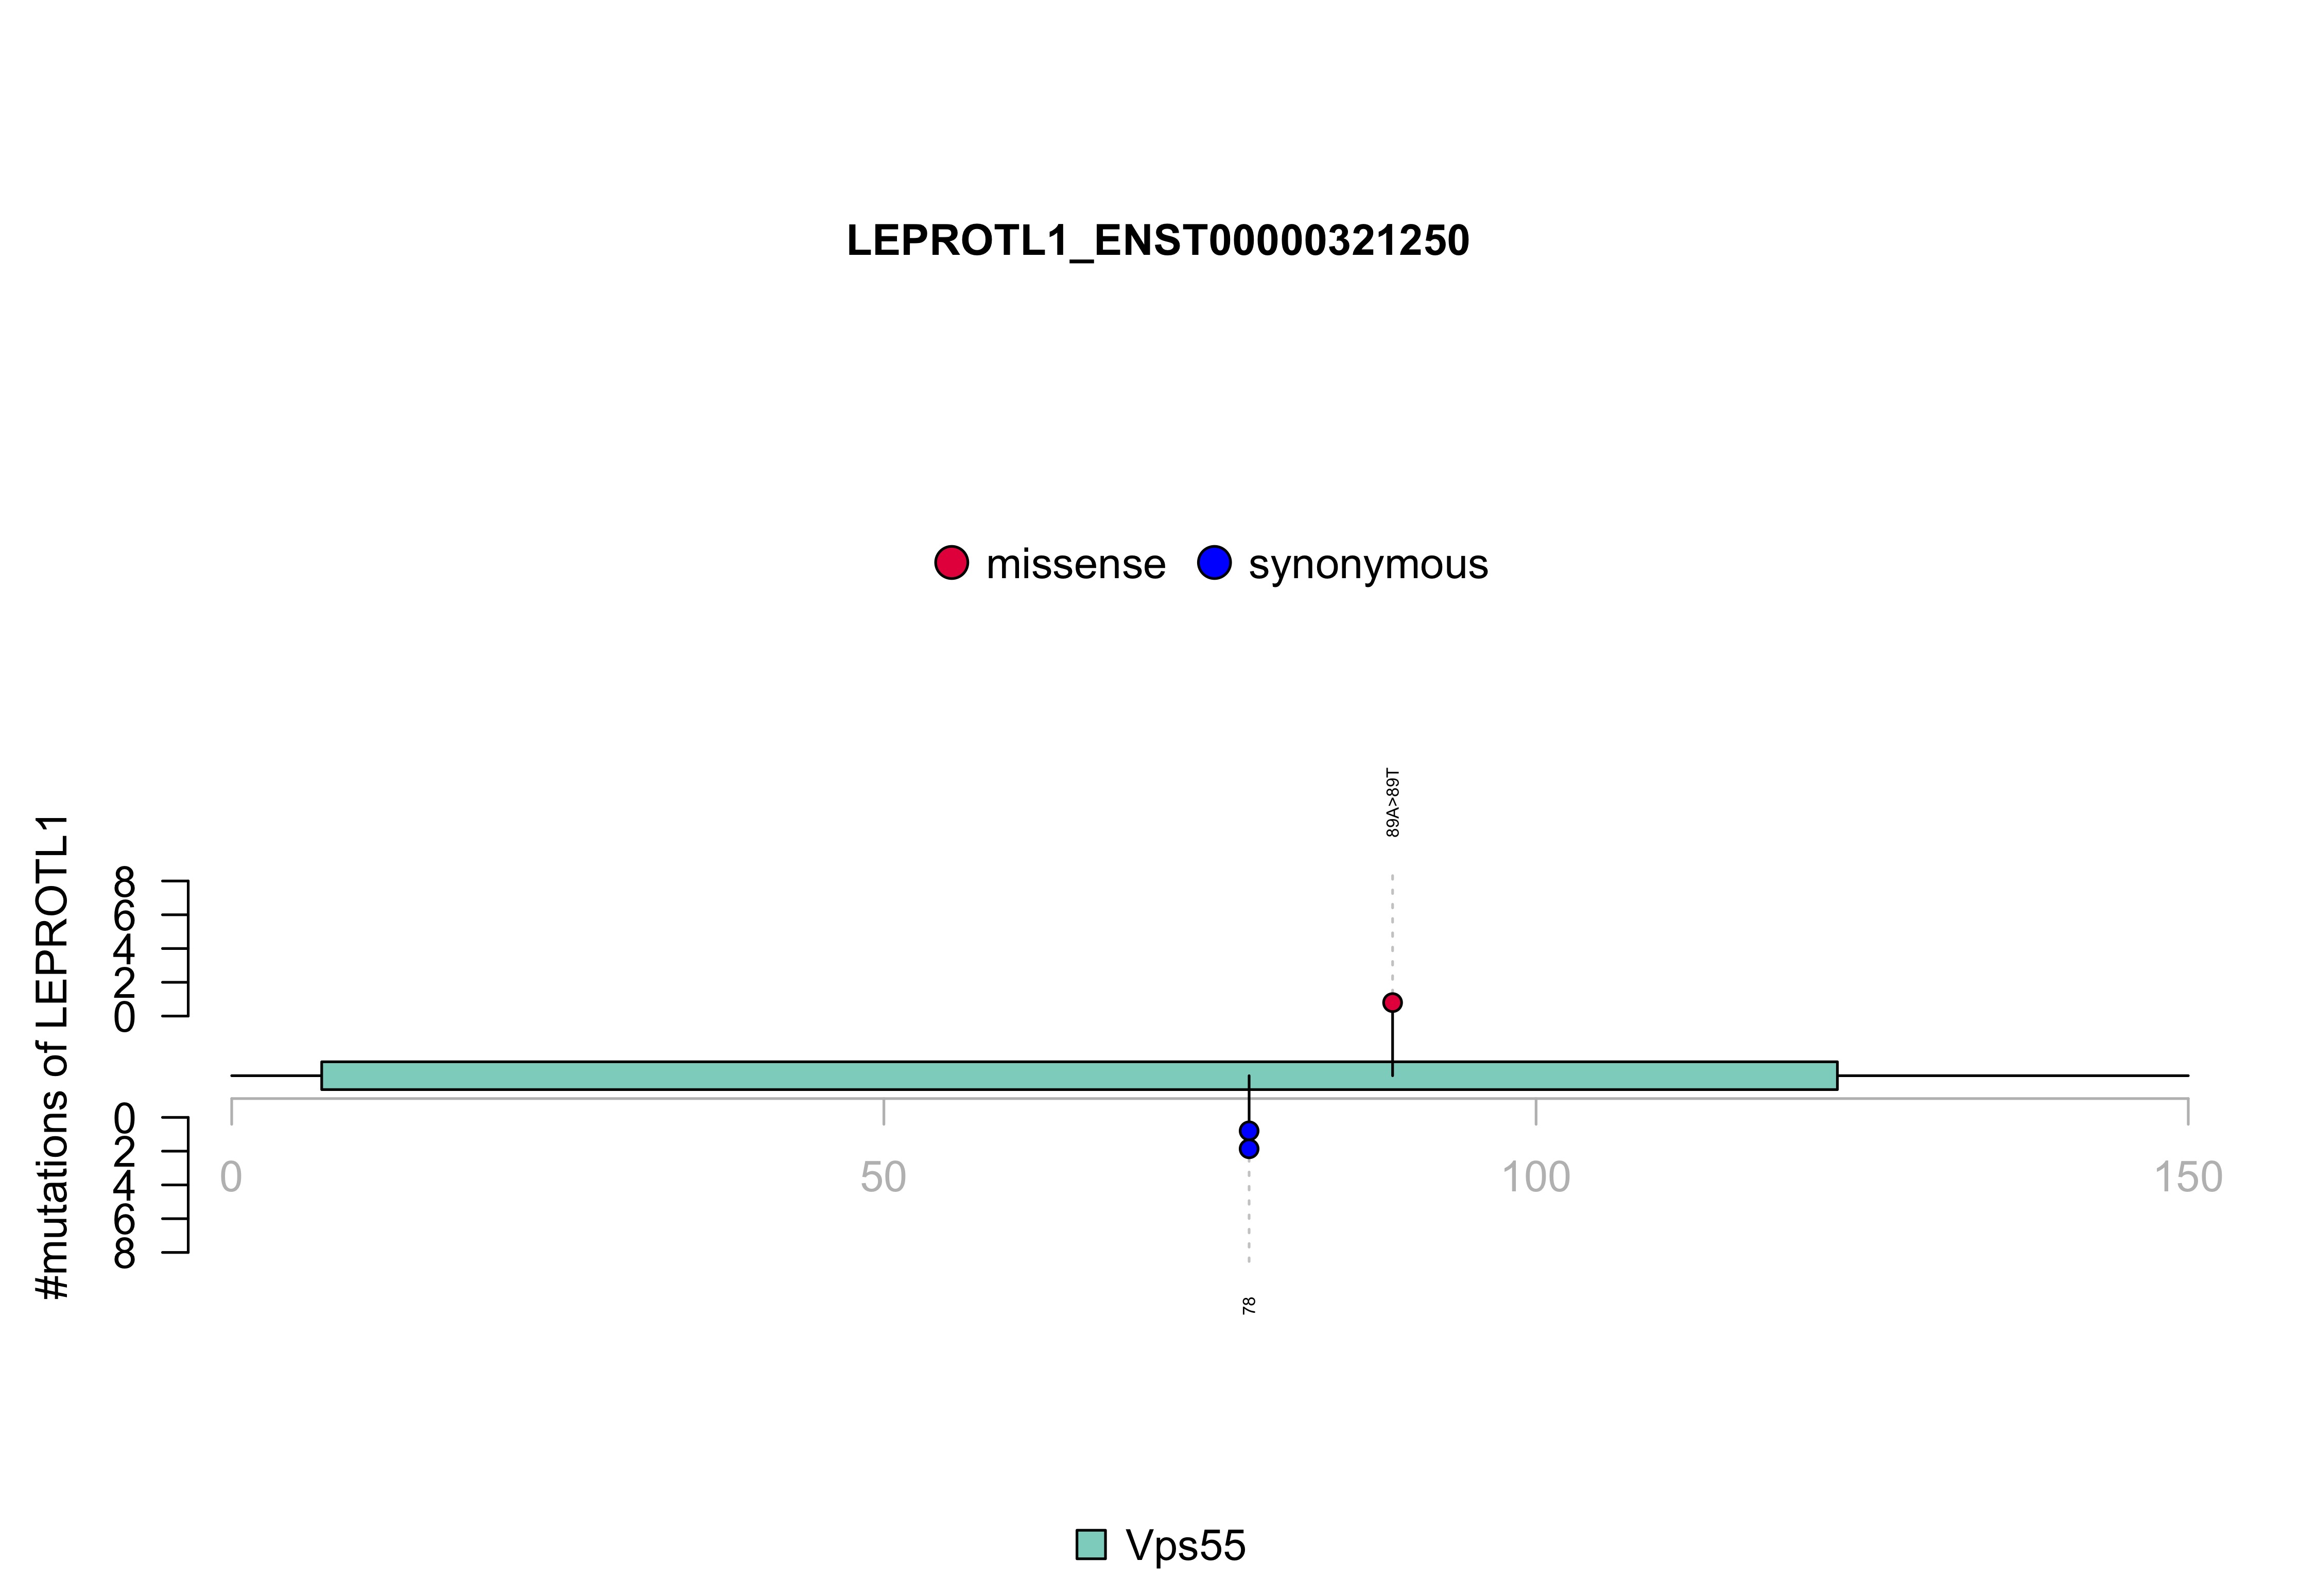 LEPROTL1_ENST00000321250
missense
synonymous
89A>89T
#mutations of LEPROTL1
8
6
4
2
0
0
2
4
6
8
0
50
100
150
78
Vps55